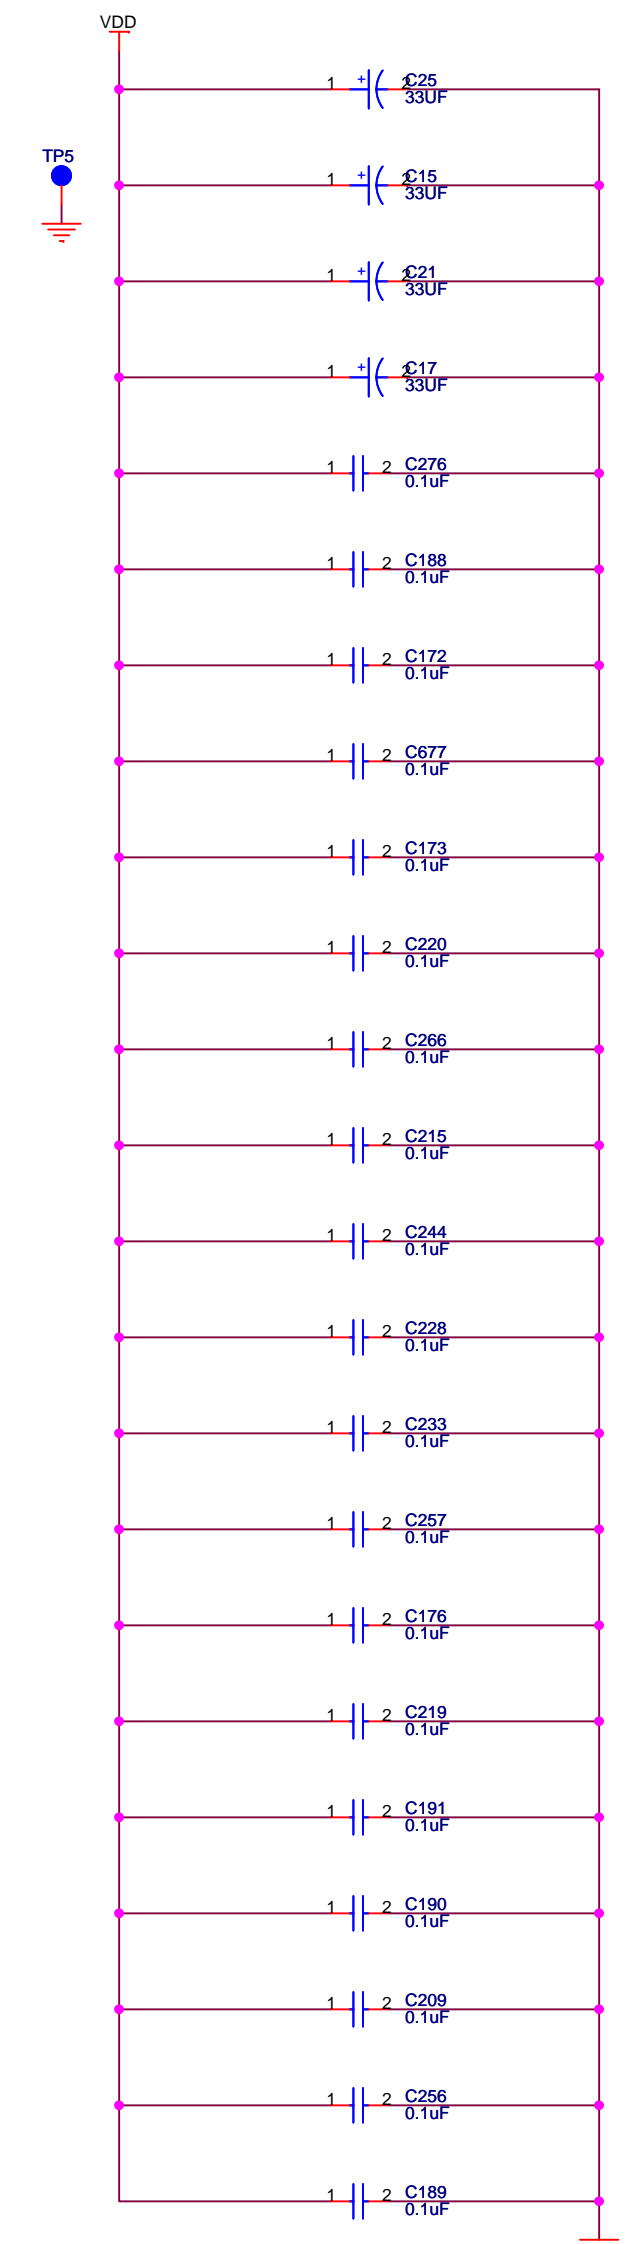 VDD
1 + 2 C25
33UF
TP5
1 + 2 C15
33UF
1 + 2 C21
33UF
1 + 2 C17
33UF
1 2 C276
0.1uF
1 2 C188
0.1uF
1 2 C172
0.1uF
1 2 C677
0.1uF
1 2 C173
0.1uF
1 2 C220
0.1uF
1 2 C266
0.1uF
1 2 C215
0.1uF
1 2 C244
0.1uF
1 2 C228
0.1uF
1 2 C233
0.1uF
1 2 C257
0.1uF
1 2 C176
0.1uF
1 2 C219
0.1uF
1 2 C191
0.1uF
1 2 C190
0.1uF
1 2 C209
0.1uF
1 2 C256
0.1uF
1 2 C189
0.1uF